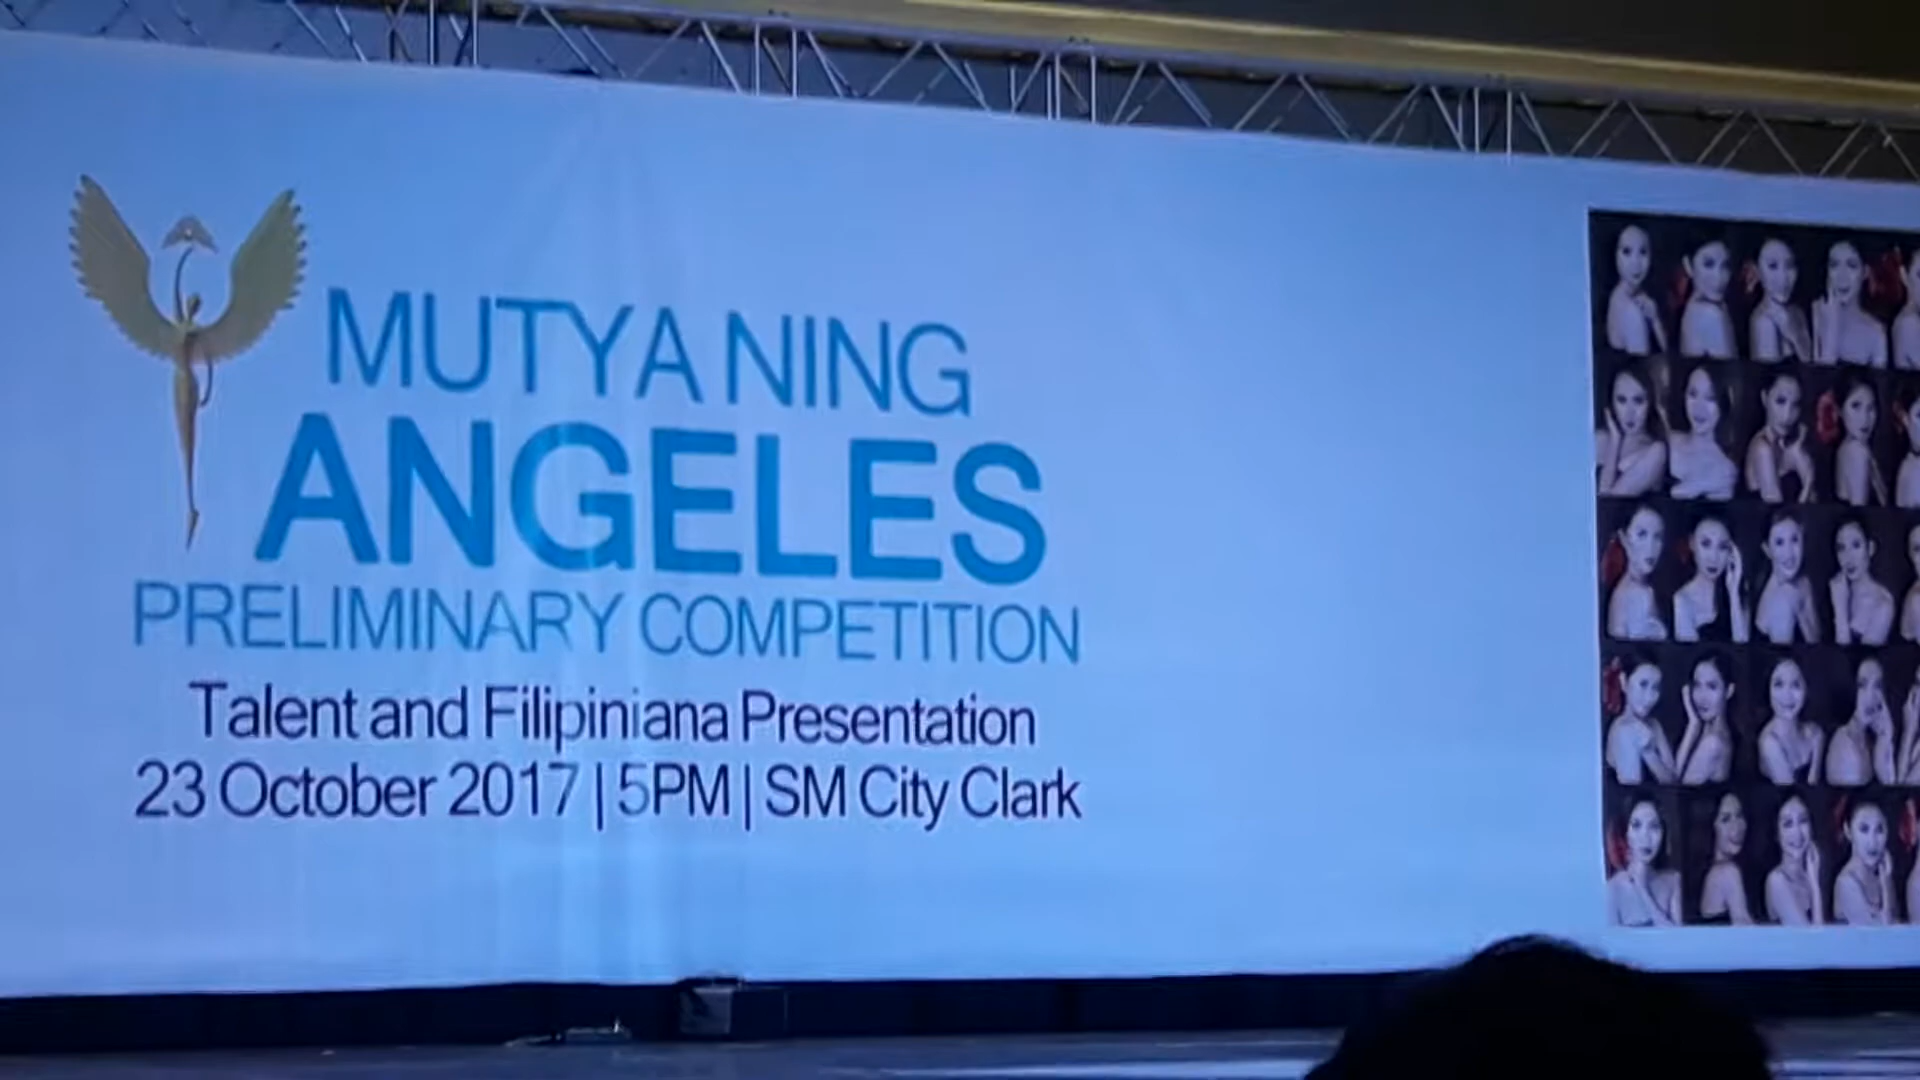 MUTYA NING
ANGELES
PRELIMINARY COMPETITION
Talent and Filipiniana Presentation
23 October 2017 | 5PM | SM City Clark